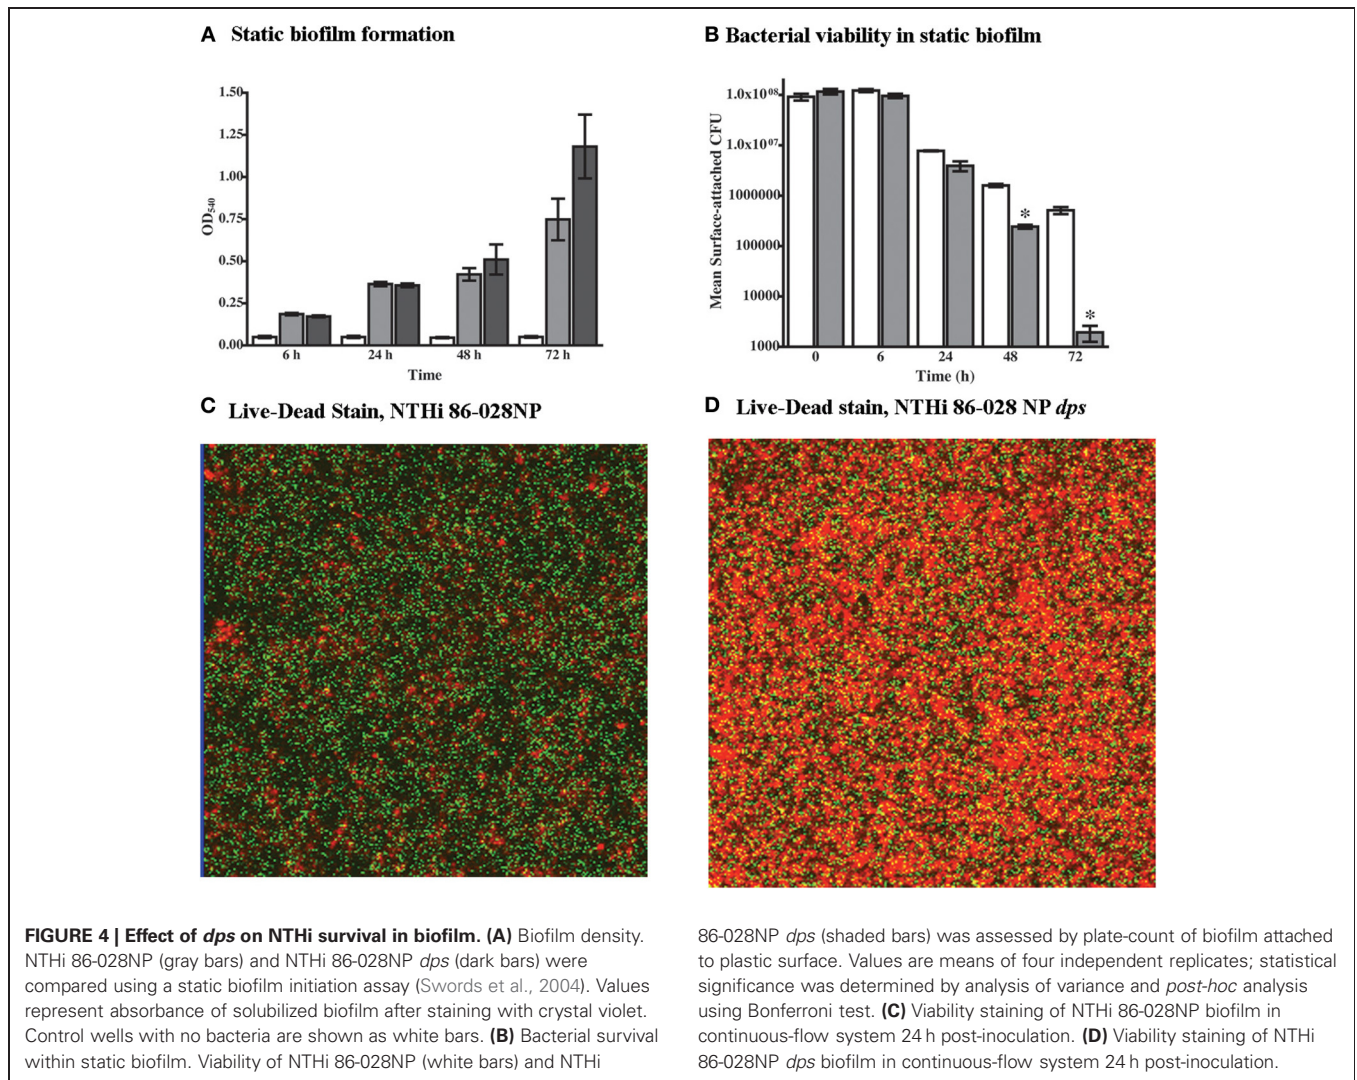 A Static biofilm formation
1.50
1.25
1.00
0.75
0.50
0.25
0.00
OD540
6 h 24 h 48 h 72 h
Time
B Bacterial viability in static biofilm
1.0x10⁰⁸
1.0x10⁰⁷
1000000
100000
10000
1000
Mean Surface-attached CFU
*
*
0 6 24 48 72
Time (h)
C Live-Dead Stain, NTHi 86-028NP
D Live-Dead stain, NTHi 86-028 NP dps
FIGURE 4 | Effect of dps on NTHi survival in biofilm. (A) Biofilm density.
NTHi 86-028NP (gray bars) and NTHi 86-028NP dps (dark bars) were
compared using a static biofilm initiation assay (Swords et al., 2004). Values
represent absorbance of solubilized biofilm after staining with crystal violet.
Control wells with no bacteria are shown as white bars. (B) Bacterial survival
within static biofilm. Viability of NTHi 86-028NP (white bars) and NTHi
86-028NP dps (shaded bars) was assessed by plate-count of biofilm attached
to plastic surface. Values are means of four independent replicates; statistical
significance was determined by analysis of variance and post-hoc analysis
using Bonferroni test. (C) Viability staining of NTHi 86-028NP biofilm in
continuous-flow system 24 h post-inoculation. (D) Viability staining of NTHi
86-028NP dps biofilm in continuous-flow system 24 h post-inoculation.